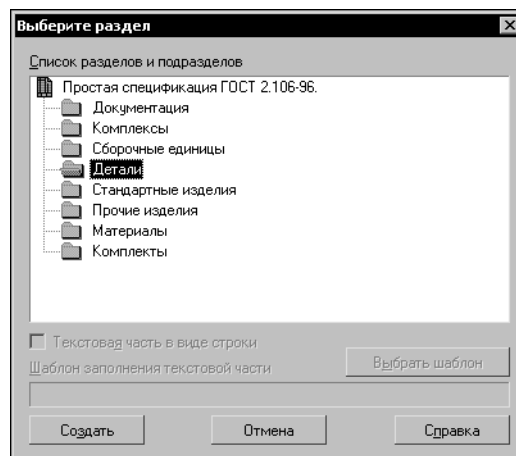 Выберите раздел
Список разделов и подразделов
Простая спецификация ГОСТ 2.106-96.
Документация
Комплексы
Сборочные единицы
Детали
Стандартные изделия
Прочие изделия
Материалы
Комплекты
Текстовая часть в виде строки
Шаблон заполнения текстовой части
Выбрать шаблон
Создать Отмена Справка